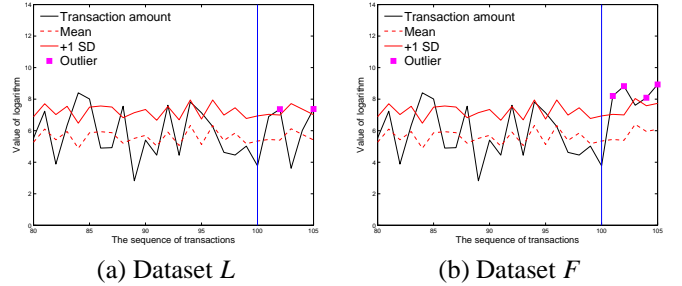 14
12
10
8
6
4
2
0
Value of logarithm
Transaction amount
Mean
+1 SD
Outlier
80 85 90 95 100 105
The sequence of transactions
(a) Dataset L
14
12
10
8
6
4
2
0
Value of logarithm
Transaction amount
Mean
+1 SD
Outlier
80 85 90 95 100 105
The sequence of transactions
(b) Dataset F